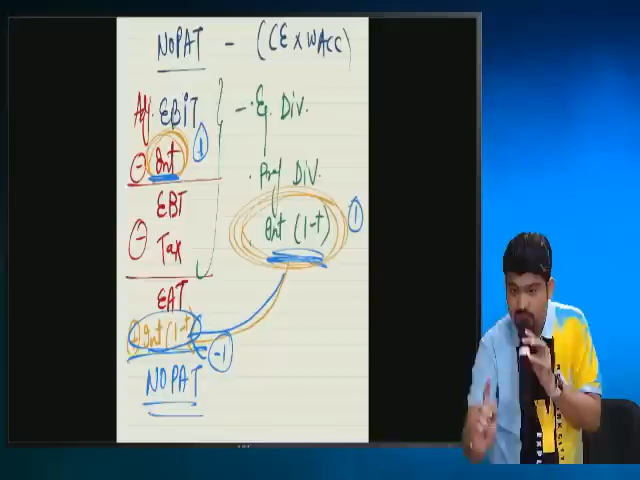 NOPAT - (CE x WACC)
Adj. EBIT - . E. Div.
(-) Int 1
. Pref Div.
EBT
Int (1-t) 1
(-) Tax
EAT
(+) Int (1-t)
-1
NOPAT